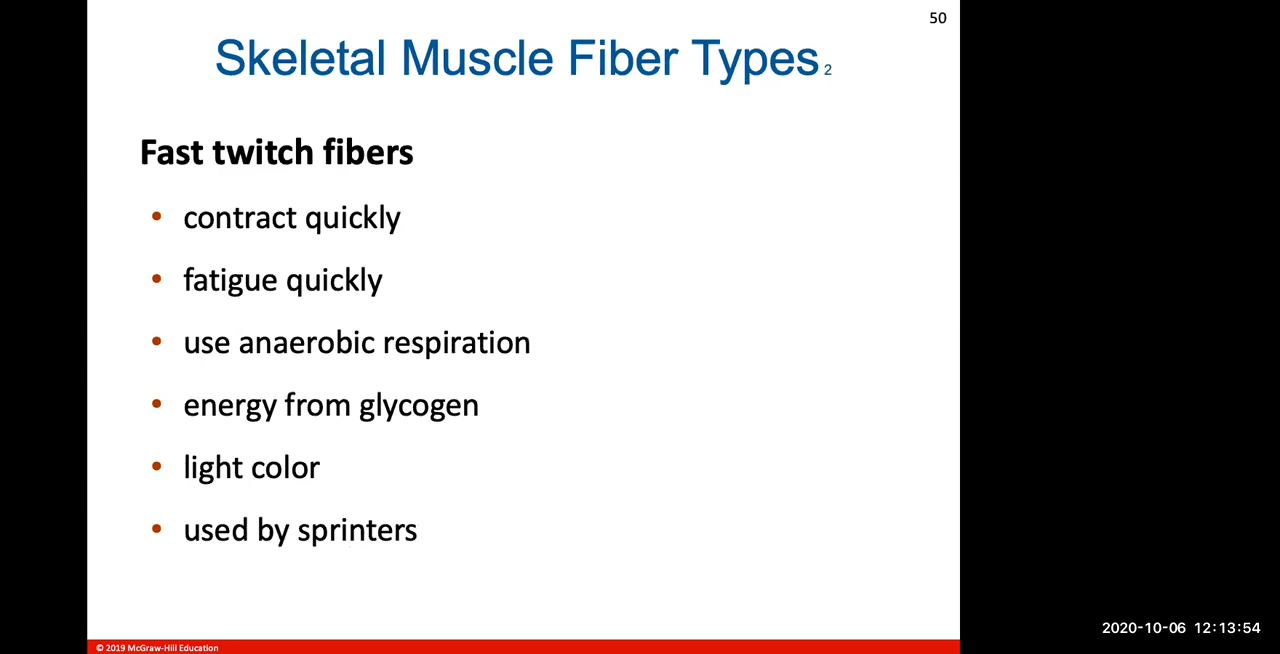 50
Skeletal Muscle Fiber Types 2
Fast twitch fibers
• contract quickly
• fatigue quickly
• use anaerobic respiration
• energy from glycogen
• light color
• used by sprinters
© 2019 McGraw-Hill Education
2020-10-06 12:13:54